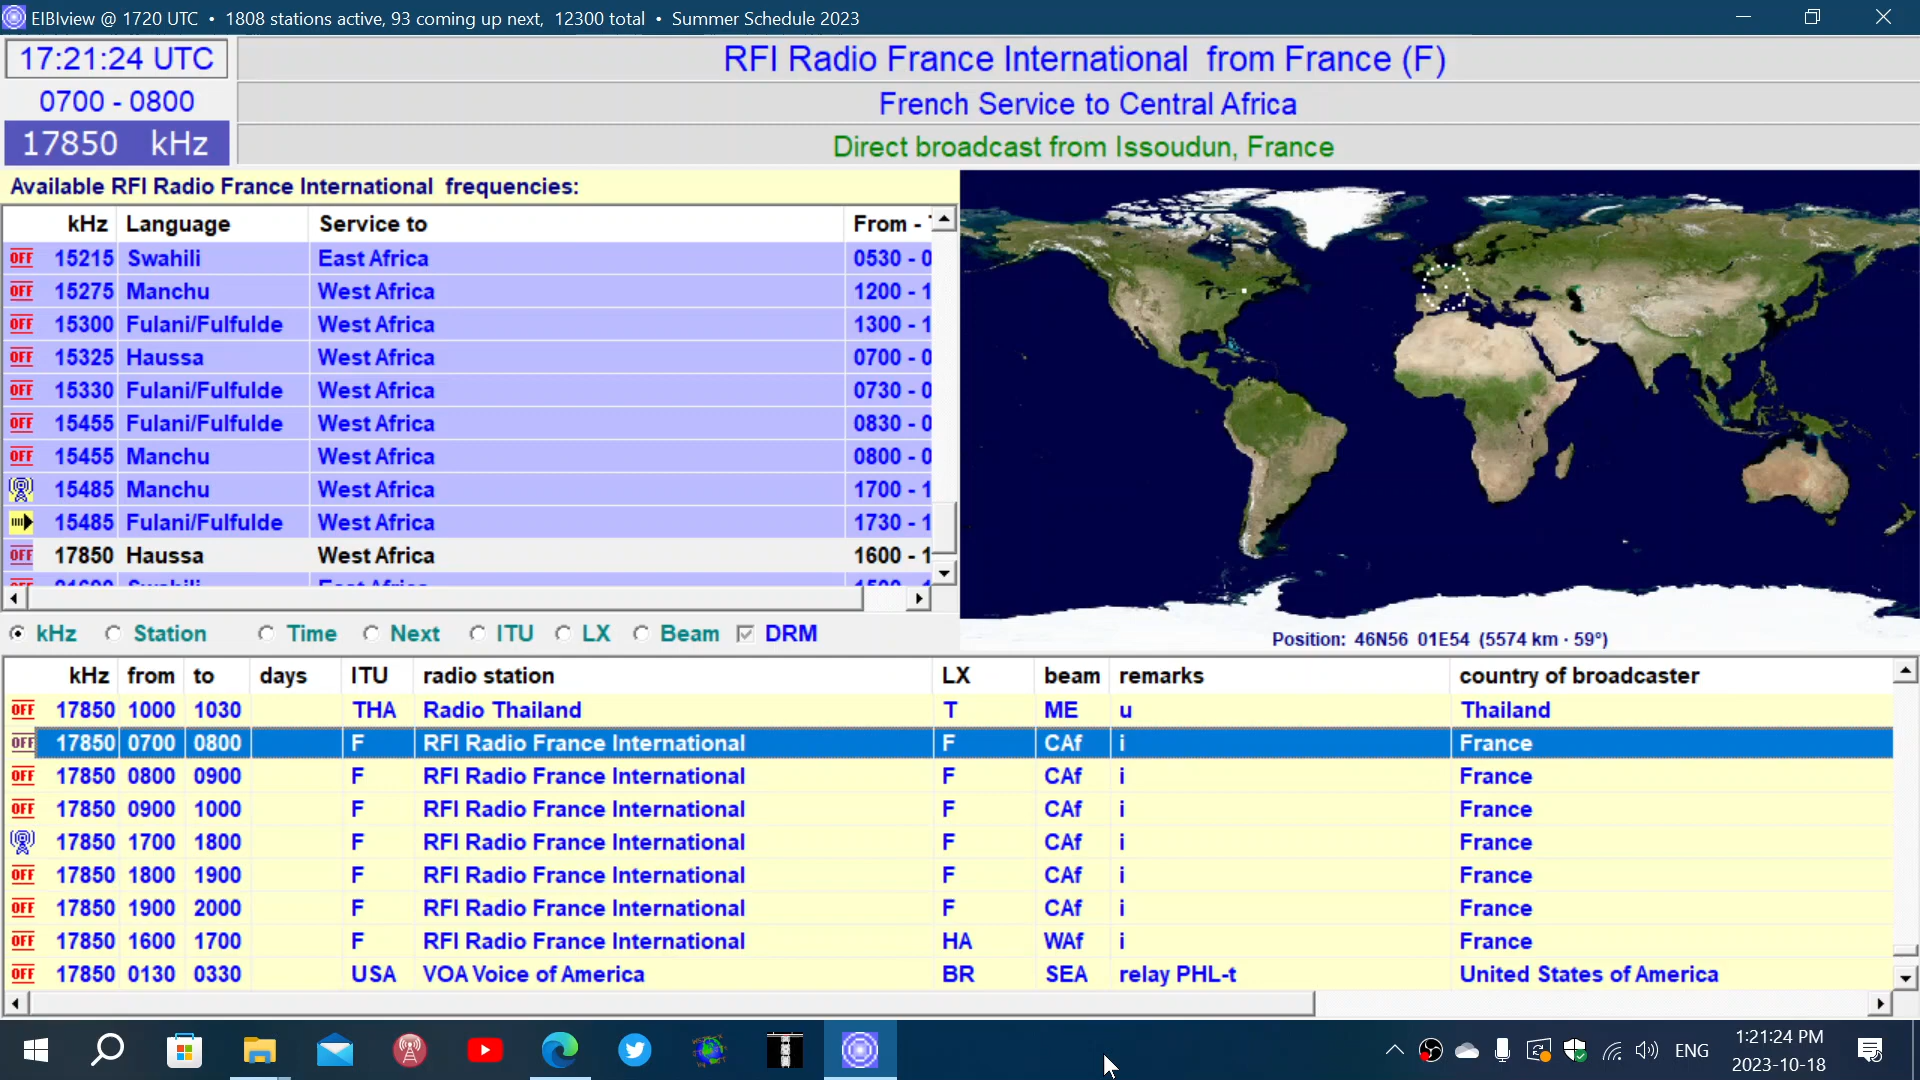 EIBIview @ 1720 UTC • 1808 stations active, 93 coming up next, 12300 total • Summer Schedule 2023
17:21:24 UTC
RFI Radio France International from France (F)
0700 - 0800
French Service to Central Africa
17850 kHz
Direct broadcast from Issoudun, France
Available RFI Radio France International frequencies:
kHz Language Service to From -
OFF 15215 Swahili East Africa 0530 - 0
OFF 15275 Manchu West Africa 1200 - 1
OFF 15300 Fulani/Fulfulde West Africa 1300 - 1
OFF 15325 Haussa West Africa 0700 - 0
OFF 15330 Fulani/Fulfulde West Africa 0730 - 0
OFF 15455 Fulani/Fulfulde West Africa 0830 - 0
OFF 15455 Manchu West Africa 0800 - 0
15485 Manchu West Africa 1700 - 1
15485 Fulani/Fulfulde West Africa 1730 - 1
OFF 17850 Haussa West Africa 1600 - 1
kHz Station Time Next ITU LX Beam DRM
Position: 46N56 01E54 (5574 km · 59°)
kHz from to days ITU radio station LX beam remarks country of broadcaster
OFF 17850 1000 1030 THA Radio Thailand T ME u Thailand
OFF 17850 0700 0800 F RFI Radio France International F CAf i France
OFF 17850 0800 0900 F RFI Radio France International F CAf i France
OFF 17850 0900 1000 F RFI Radio France International F CAf i France
17850 1700 1800 F RFI Radio France International F CAf i France
OFF 17850 1800 1900 F RFI Radio France International F CAf i France
OFF 17850 1900 2000 F RFI Radio France International F CAf i France
OFF 17850 1600 1700 F RFI Radio France International HA WAf i France
OFF 17850 0130 0330 USA VOA Voice of America BR SEA relay PHL-t United States of America
ENG
1:21:24 PM
2023-10-18